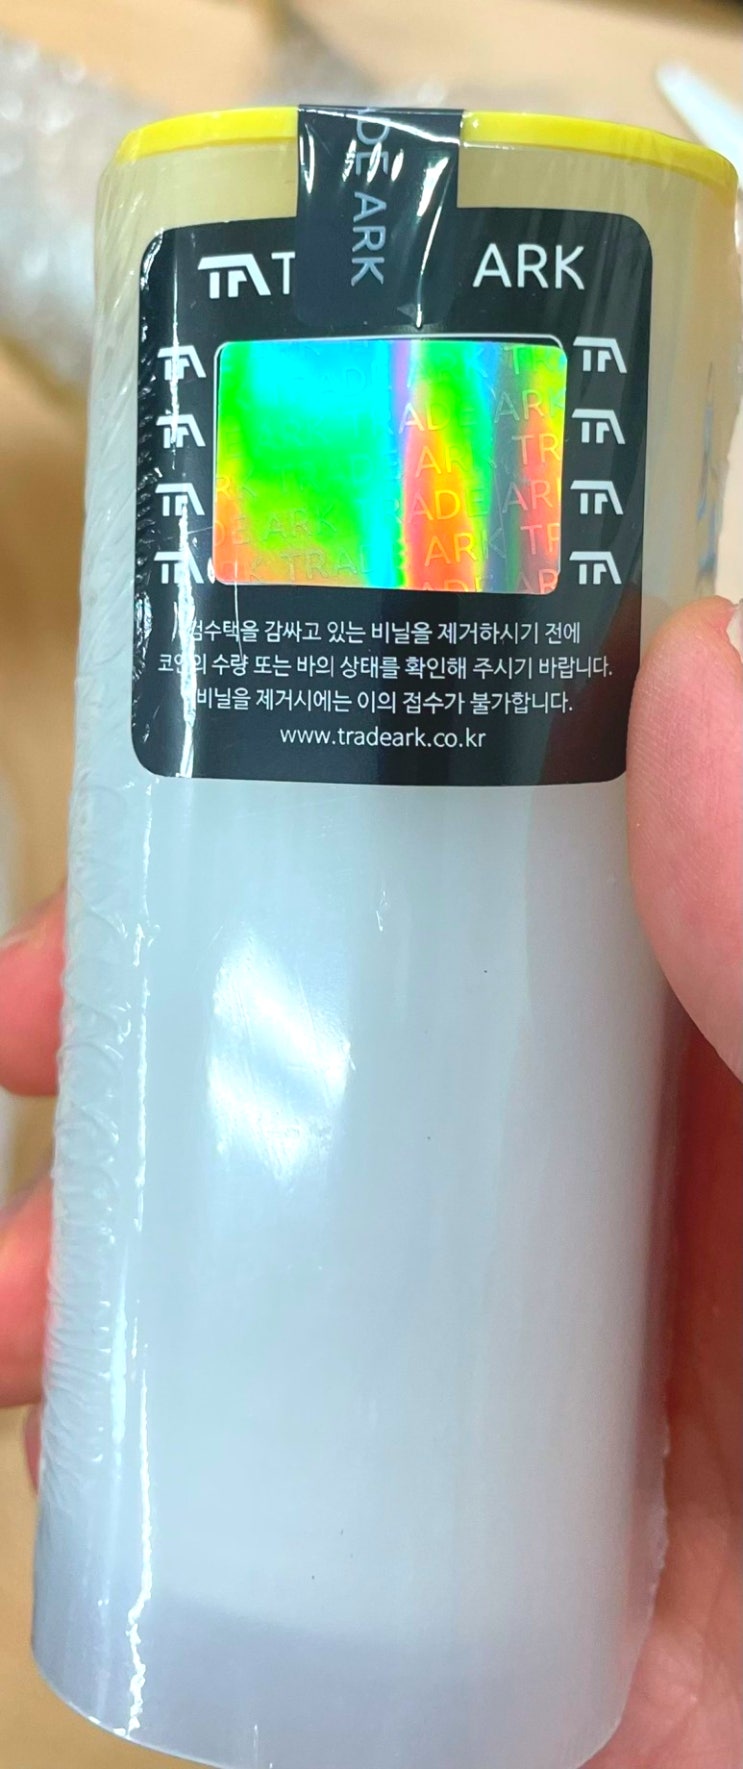 DE ARK
TA T ARK
TRADE ARK
검수택을 감싸고 있는 비닐을 제거하시기 전에
코인의 수량 또는 바의 상태를 확인해 주시기 바랍니다.
비닐을 제거시에는 이의 접수가 불가합니다.
www.tradeark.co.kr